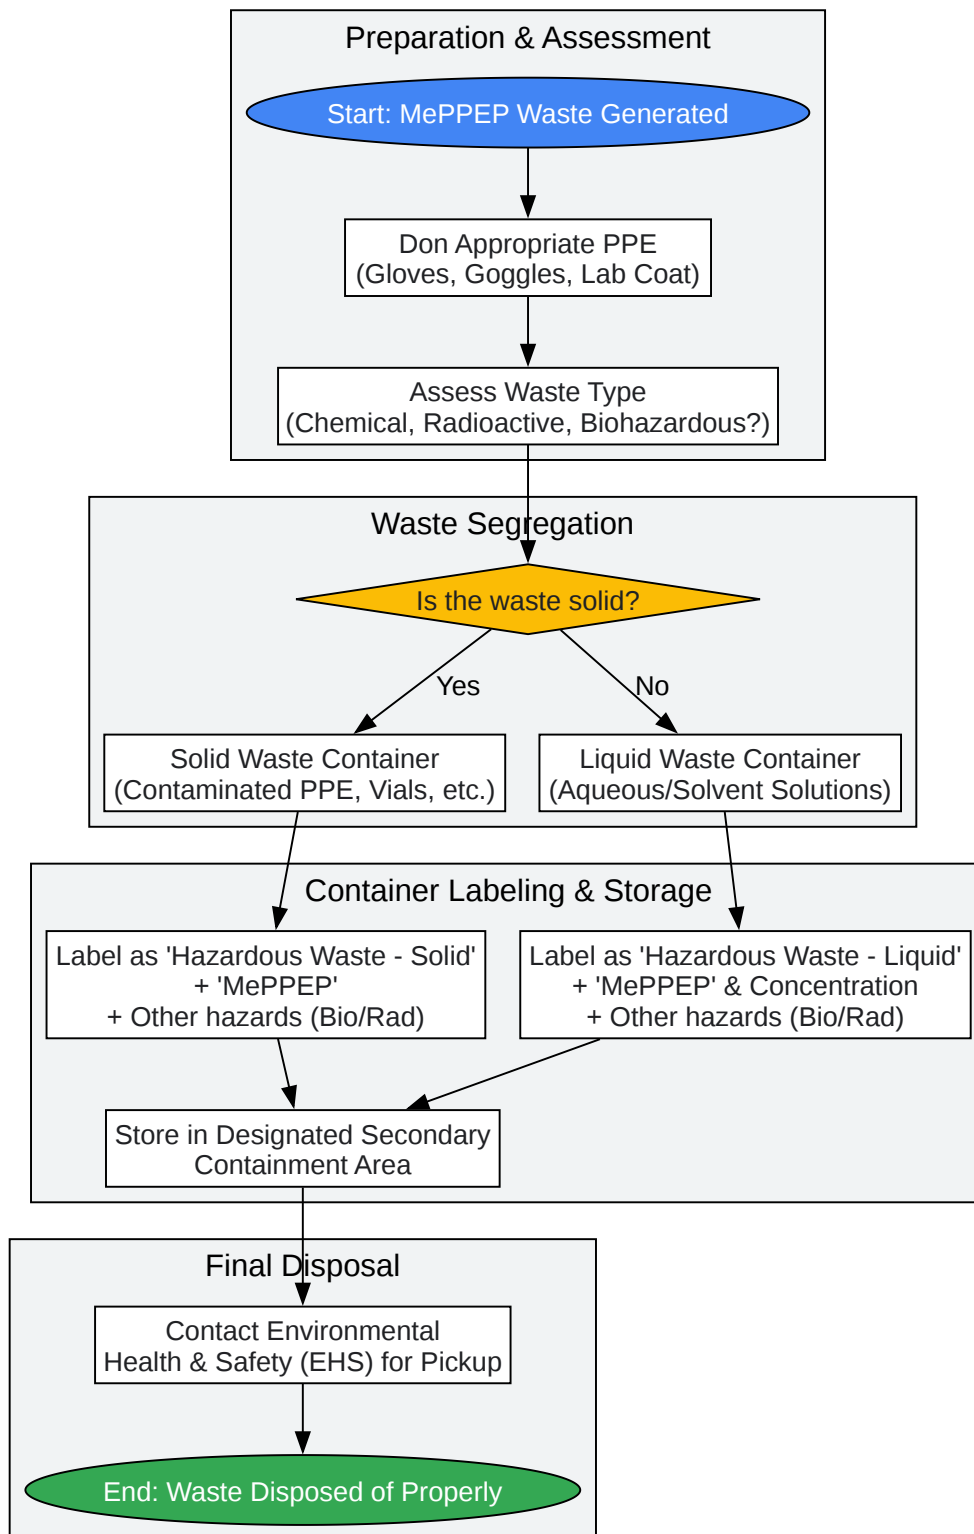 Preparation & Assessment
Start: MePPEP Waste Generated
Don Appropriate PPE
(Gloves, Goggles, Lab Coat)
Assess Waste Type
(Chemical, Radioactive, Biohazardous?)
Waste Segregation
Is the waste solid?
Yes
No
Solid Waste Container
(Contaminated PPE, Vials, etc.)
Liquid Waste Container
(Aqueous/Solvent Solutions)
Container Labeling & Storage
Label as 'Hazardous Waste - Solid'
+ 'MePPEP'
+ Other hazards (Bio/Rad)
Label as 'Hazardous Waste - Liquid'
+ 'MePPEP' & Concentration
+ Other hazards (Bio/Rad)
Store in Designated Secondary
Containment Area
Final Disposal
Contact Environmental
Health & Safety (EHS) for Pickup
End: Waste Disposed of Properly